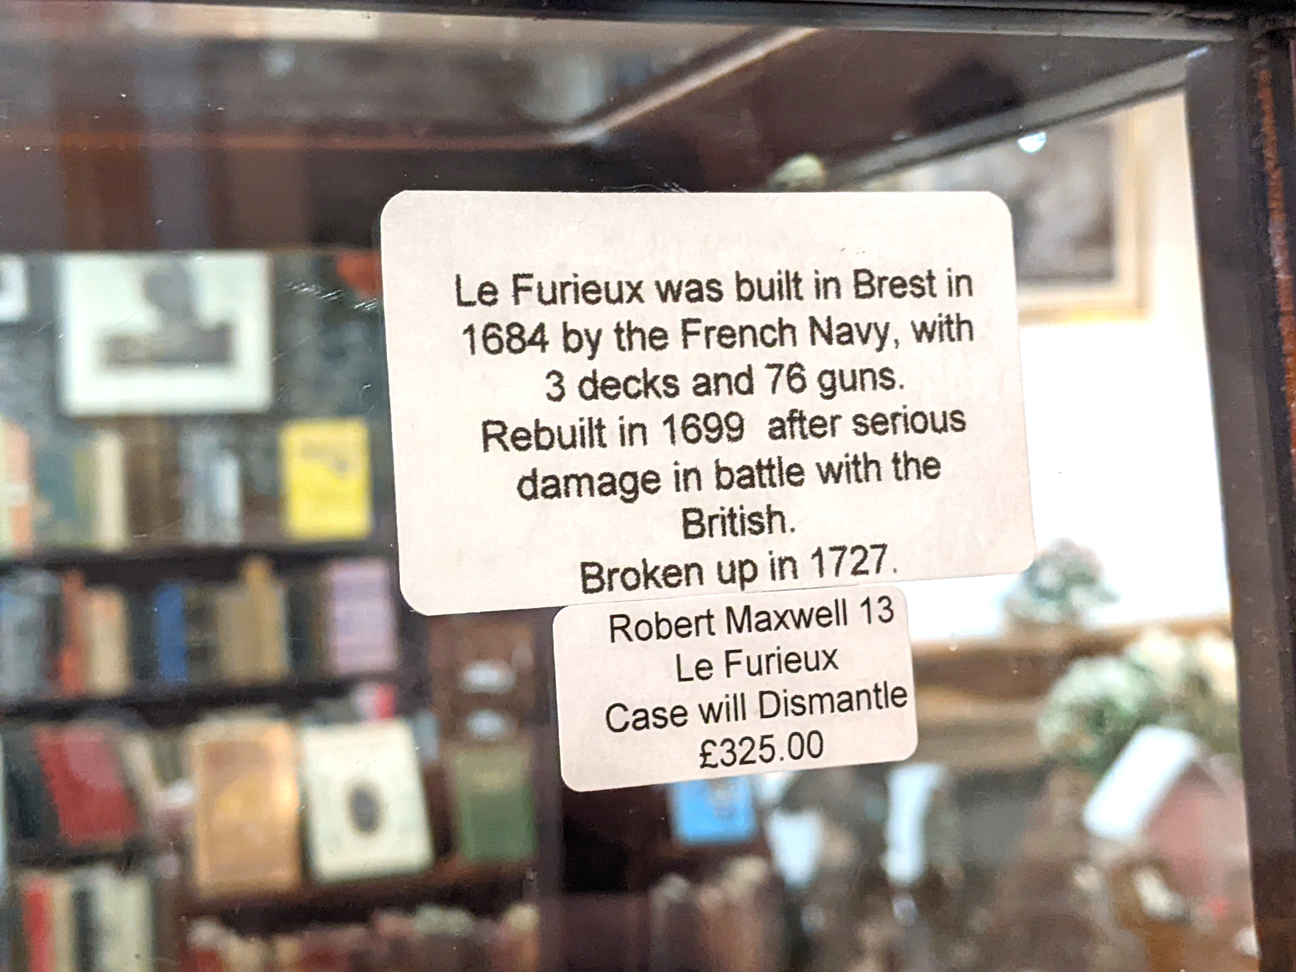 Le Furieux was built in Brest in
1684 by the French Navy, with
3 decks and 76 guns.
Rebuilt in 1699  after serious
damage in battle with the
British.
Broken up in 1727.
Robert Maxwell 13
Le Furieux
Case will Dismantle
£325.00